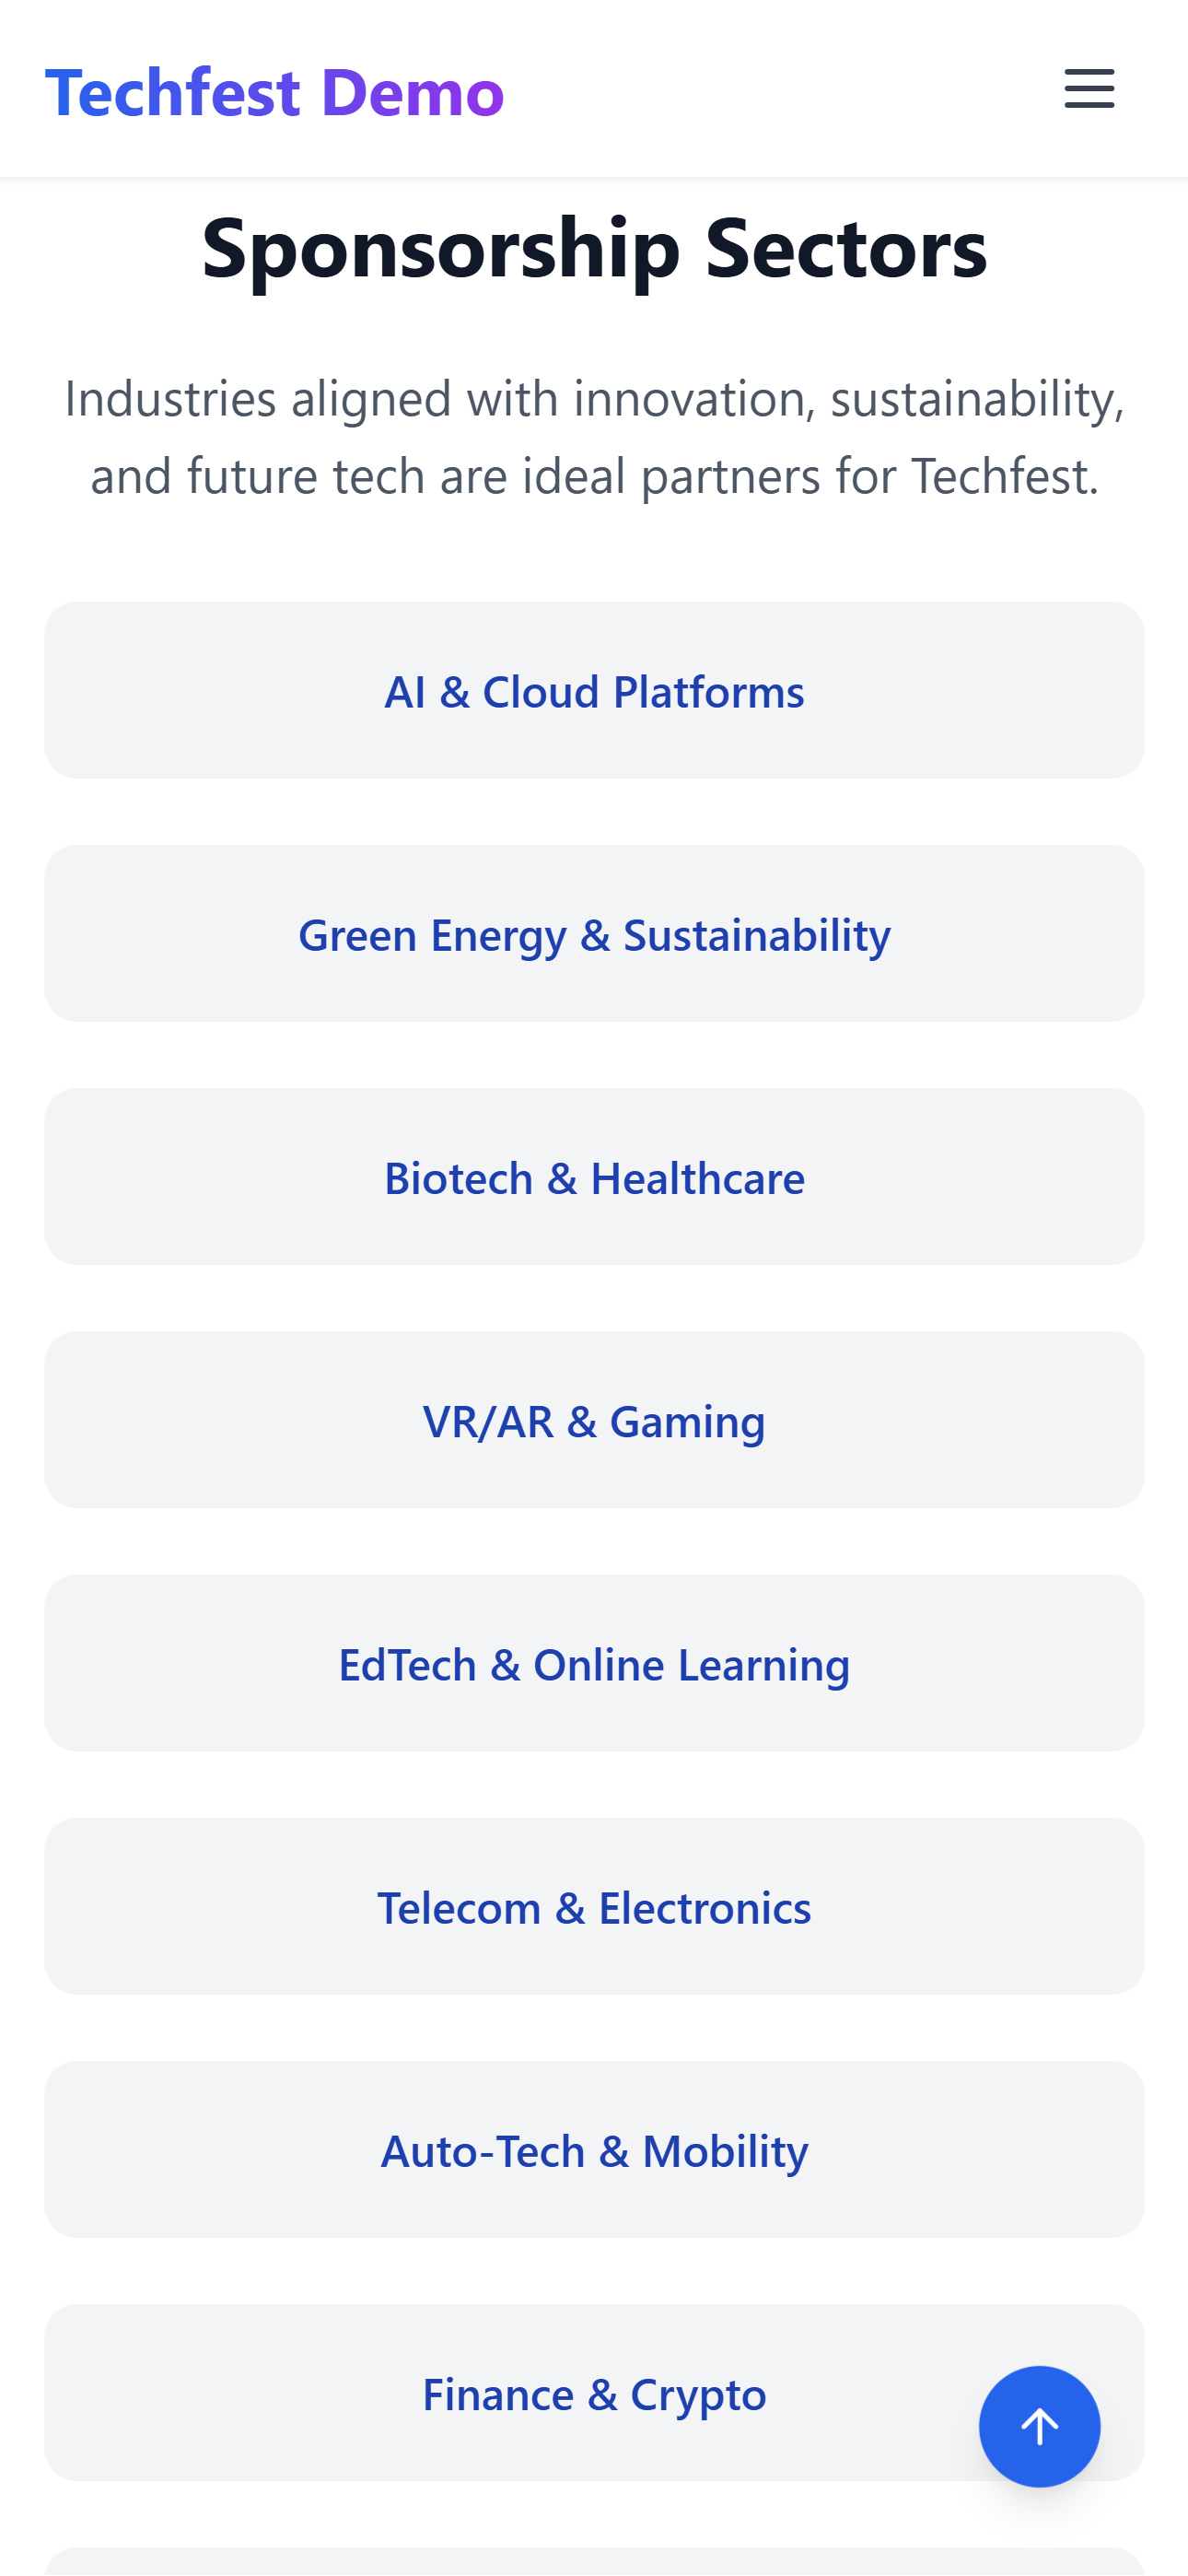 Techfest Demo
Sponsorship Sectors
Industries aligned with innovation, sustainability,
and future tech are ideal partners for Techfest.
AI & Cloud Platforms
Green Energy & Sustainability
Biotech & Healthcare
VR/AR & Gaming
EdTech & Online Learning
Telecom & Electronics
Auto-Tech & Mobility
Finance & Crypto